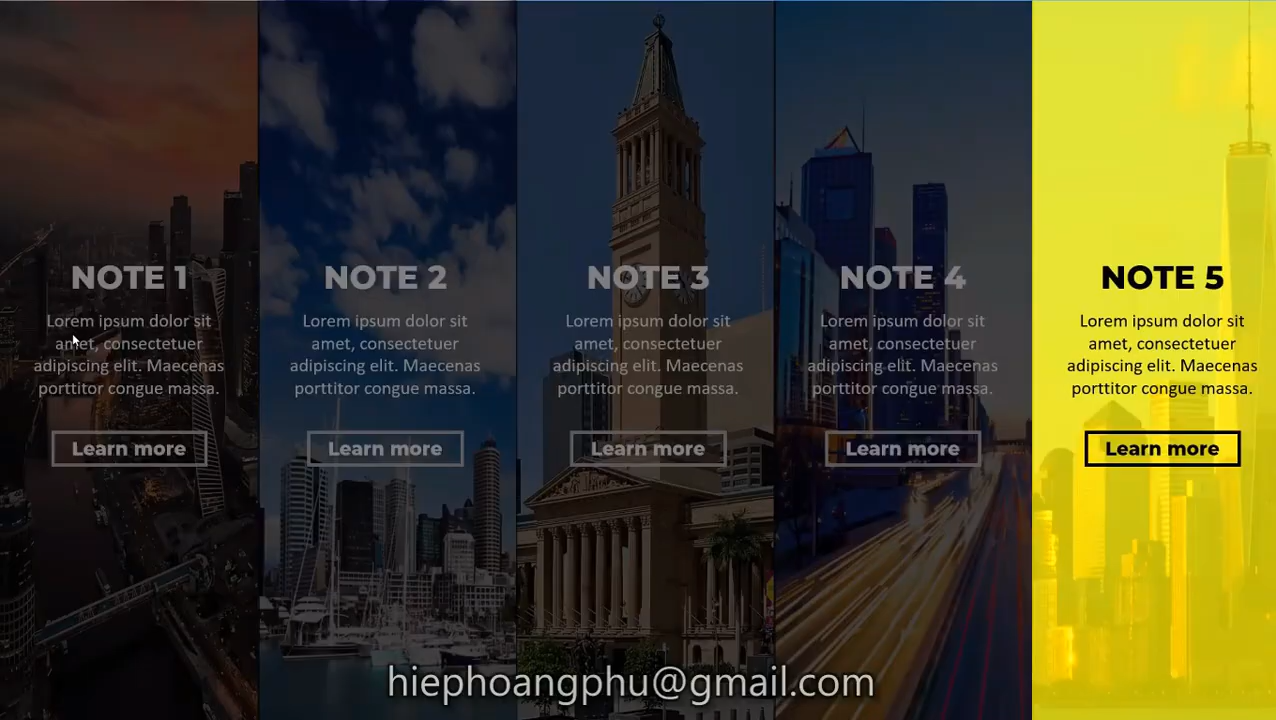 NOTE 1
Lorem ipsum dolor sit
amet, consectetuer
adipiscing elit. Maecenas
porttitor congue massa.
Learn more
NOTE 2
Lorem ipsum dolor sit
amet, consectetuer
adipiscing elit. Maecenas
porttitor congue massa.
Learn more
NOTE 3
Lorem ipsum dolor sit
amet, consectetuer
adipiscing elit. Maecenas
porttitor congue massa.
Learn more
NOTE 4
Lorem ipsum dolor sit
amet, consectetuer
adipiscing elit. Maecenas
porttitor congue massa.
Learn more
NOTE 5
Lorem ipsum dolor sit
amet, consectetuer
adipiscing elit. Maecenas
porttitor congue massa.
Learn more
hiephoangphu@gmail.com